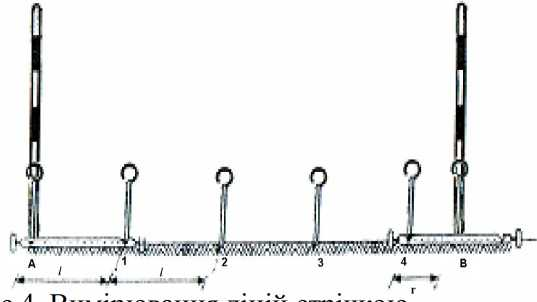 A 1 2 3 4 B
l l r
Вимірювання ліній стрічкою